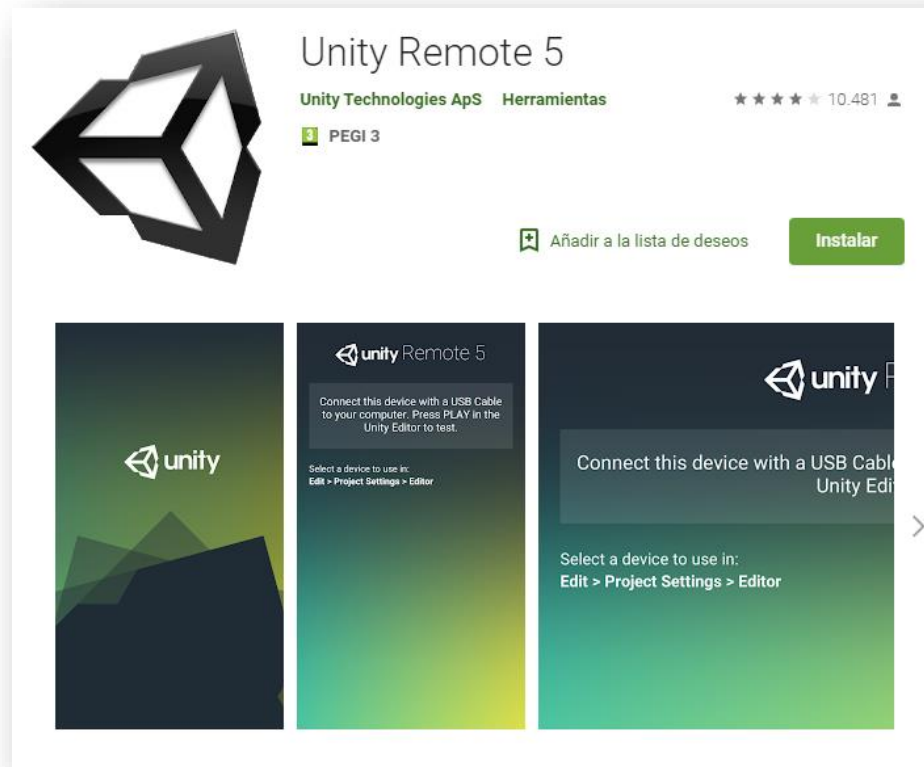 Unity Remote 5
Unity Technologies ApS Herramientas 10.481
3 PEGI 3
Añadir a la lista de deseos Instalar
unity
unity Remote 5
Connect this device with a USB Cable
to your computer. Press PLAY in the
Unity Editor to test.
Select a device to use in:
Edit > Project Settings > Editor
unity
Connect this device with a USB
Unity
Select a device to use in:
Edit > Project Settings > Editor